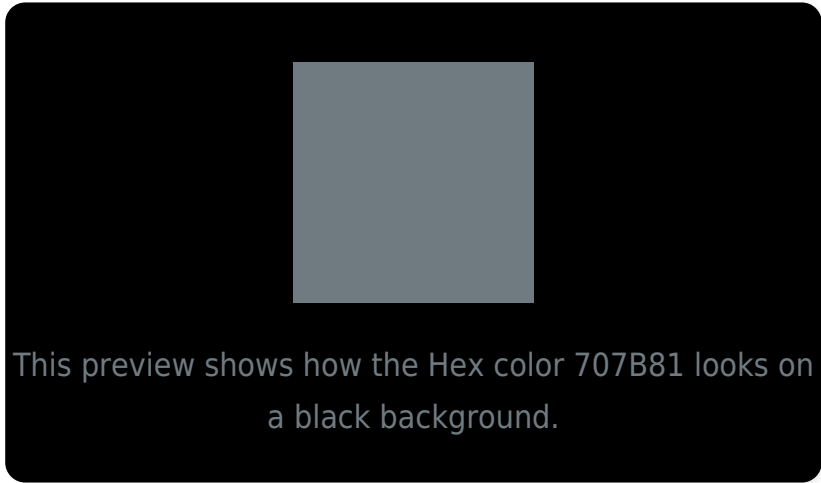 This preview shows how the Hex color 707B81 looks on
a black background.